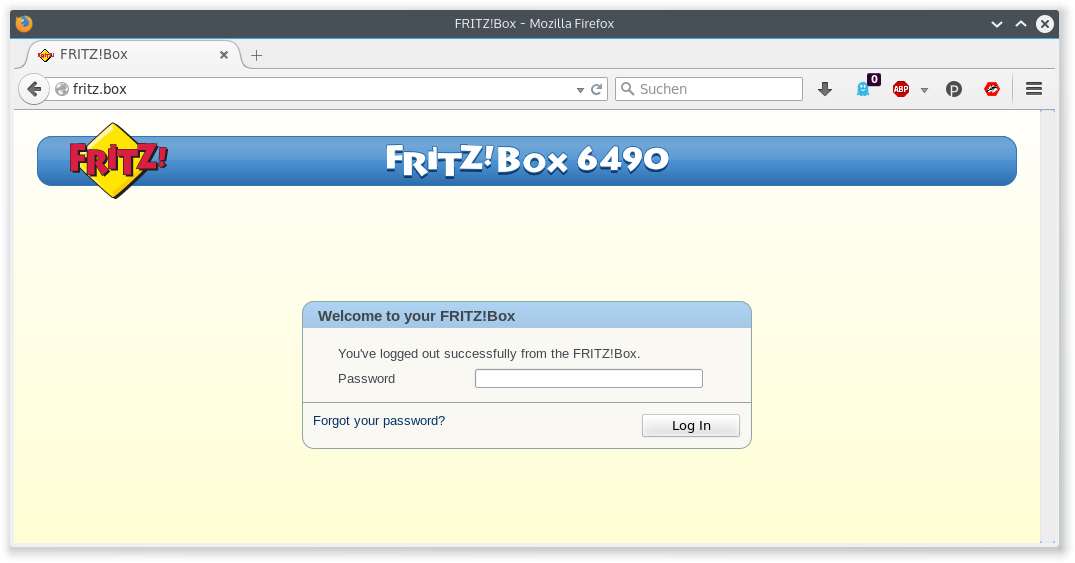 FRITZ!Box - Mozilla Firefox
FRITZ!Box
fritz.box
Suchen
0
ABP
P
FRITZ!
FRITZ!Box 6490
Welcome to your FRITZ!Box
You've logged out successfully from the FRITZ!Box.
Password
Forgot your password?
Log In